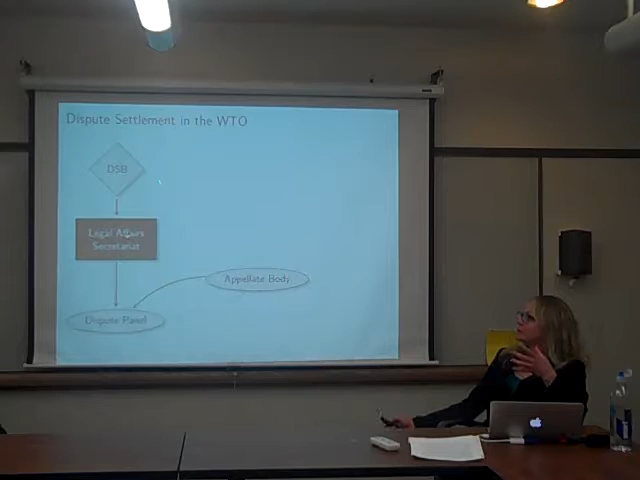 Dispute Settlement in the WTO
DSB
Legal Affairs
Secretariat
Appellate Body
Dispute Panel